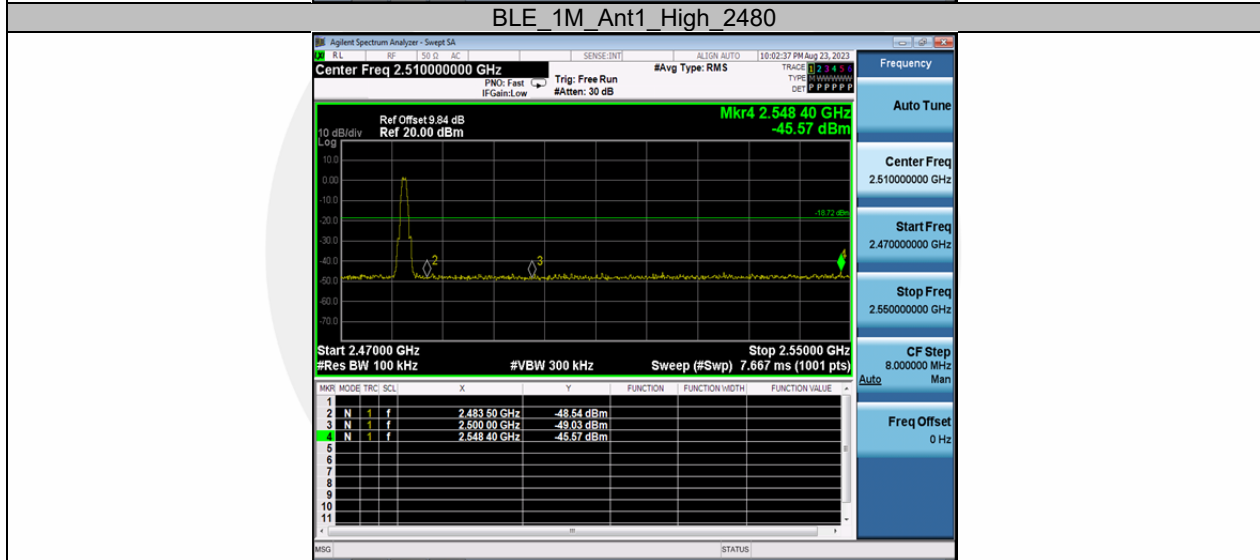 BLE_1M_Ant1_High_2480
Agilent Spectrum Analyzer - Swept SA
RL RF 50 Ω AC SENSE:INT ALIGN AUTO 10:02:37 PM Aug 23, 2023
Center Freq 2.510000000 GHz
PNO: Fast
IFGain:Low
Trig: Free Run
#Atten: 30 dB
#Avg Type: RMS
TRACE 1 2 3 4 5 6
TYPE M WWWWW
DET P P P P P P
Frequency
Auto Tune
Center Freq
2.510000000 GHz
Start Freq
2.470000000 GHz
Stop Freq
2.550000000 GHz
CF Step
8.000000 MHz
Auto Man
Freq Offset
0 Hz
Mkr4 2.548 40 GHz
-45.57 dBm
Ref Offset 9.84 dB
10 dB/div Ref 20.00 dBm
Log
10.0
0.00
-10.0
-18.72 dBm
-20.0
-30.0
2 3
-40.0
-50.0
-60.0
-70.0
Start 2.47000 GHz Stop 2.55000 GHz
#Res BW 100 kHz #VBW 300 kHz Sweep (#Swp) 7.667 ms (1001 pts)
MKR MODE TRC SCL X Y FUNCTION FUNCTION WIDTH FUNCTION VALUE
1
2 N 1 f 2.483 50 GHz -48.54 dBm
3 N 1 f 2.500 00 GHz -49.03 dBm
4 N 1 f 2.548 40 GHz -45.57 dBm
5
6
7
8
9
10
11
MSG STATUS